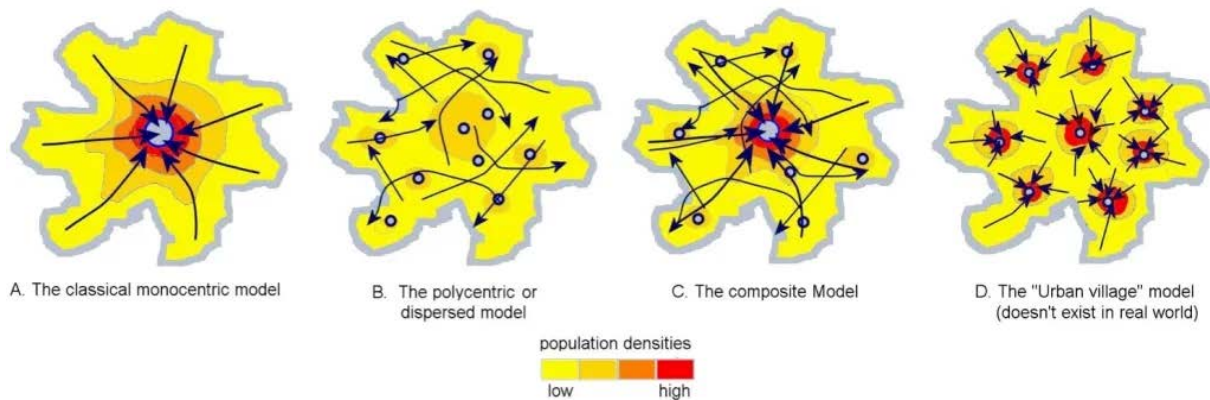 A. The classical monocentric model
B. The polycentric or
dispersed model
C. The composite Model
D. The "Urban village" model
(doesn't exist in real world)
population densities
low high